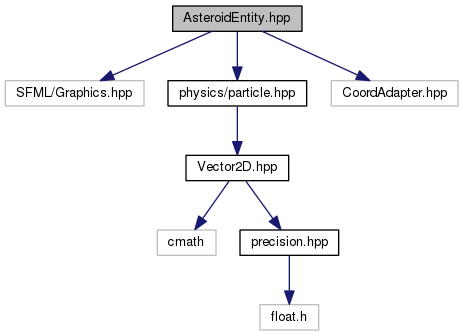 AsteroidEntity.hpp
SFML/Graphics.hpp
physics/particle.hpp
CoordAdapter.hpp
Vector2D.hpp
cmath
precision.hpp
float.h